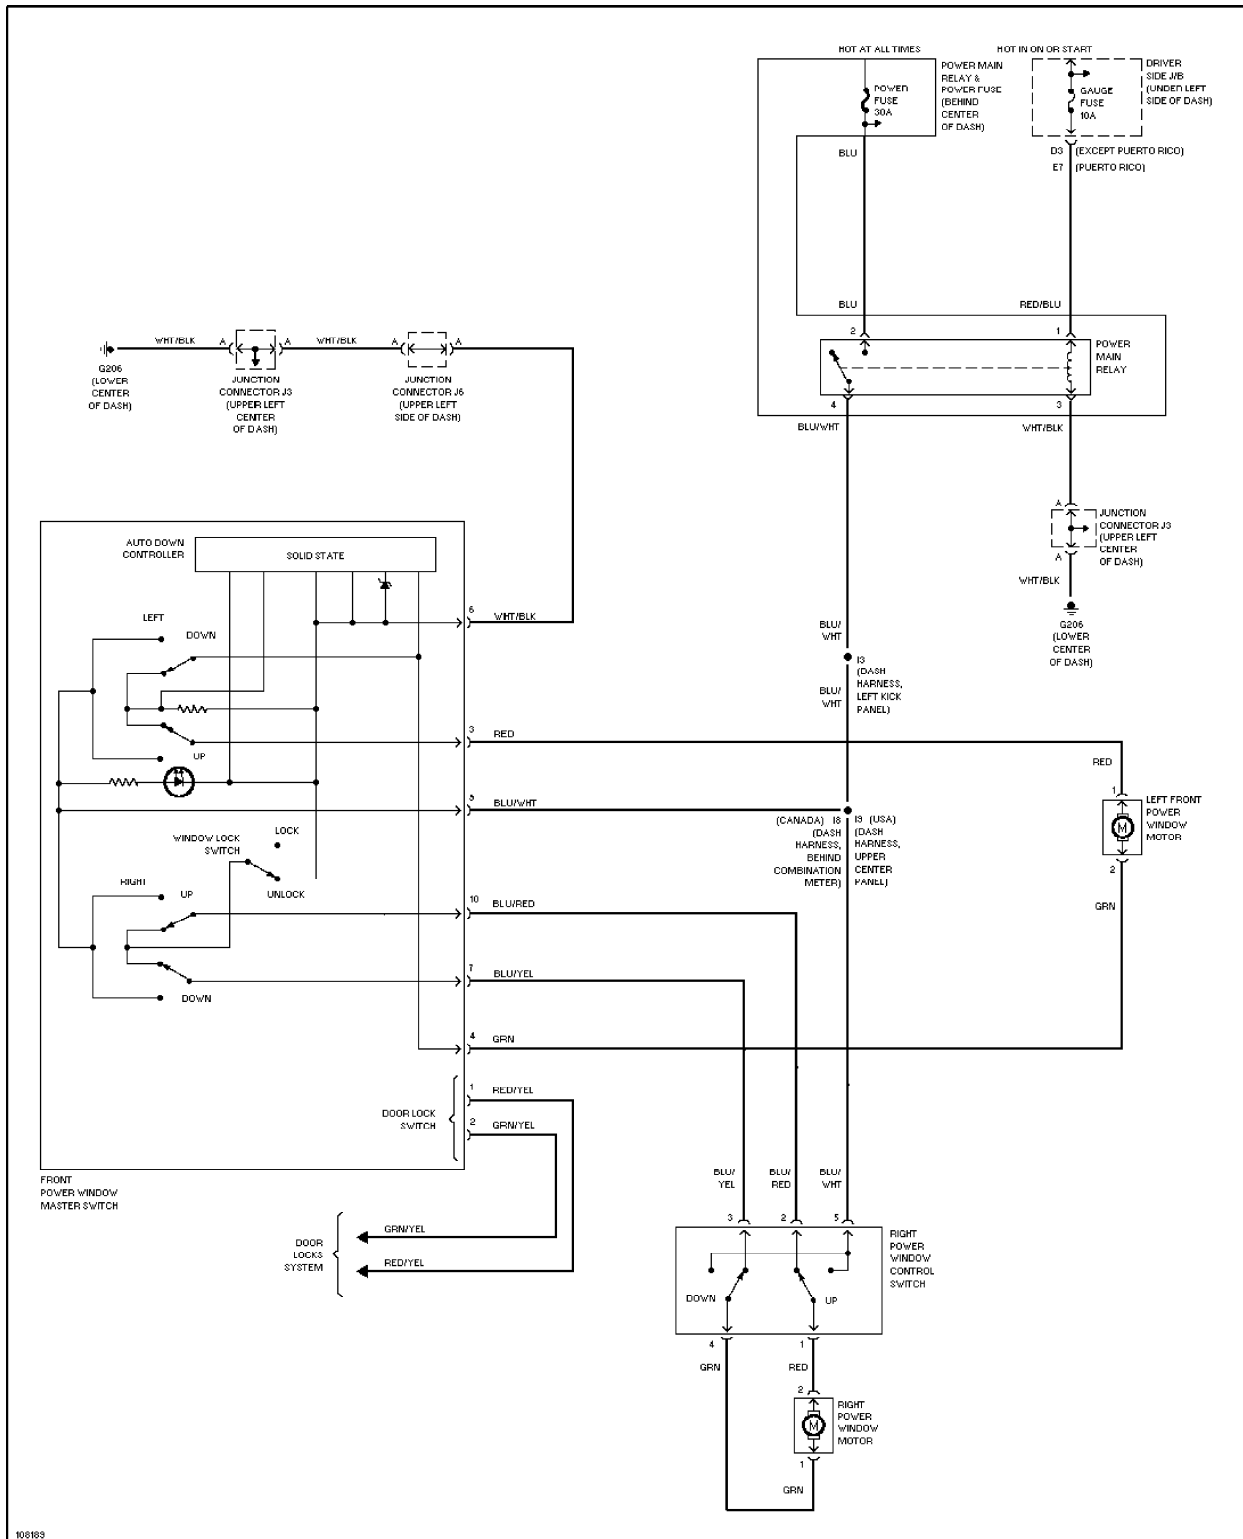 HOT AT ALL TIMES
HOT IN ON OR START
POWER
FUSE
30A
POWER MAIN
RELAY &
POWER FUSE
(BEHIND
CENTER
OF DASH)
GAUGE
FUSE
10A
DRIVER
SIDE J/B
(UNDER LEFT
SIDE OF DASH)
BLU
D3 (EXCEPT PUERTO RICO)
E7 (PUERTO RICO)
BLU
RED/BLU
2
1
POWER
MAIN
RELAY
4
3
BLU/WHT
WHT/BLK
WHT/BLK
A
A
WHT/BLK
A
A
G206
(LOWER
CENTER
OF DASH)
JUNCTION
CONNECTOR J3
(UPPER LEFT
CENTER
OF DASH)
JUNCTION
CONNECTOR J6
(UPPER LEFT
SIDE OF DASH)
A
JUNCTION
CONNECTOR J3
(UPPER LEFT
CENTER
OF DASH)
A
WHT/BLK
G206
(LOWER
CENTER
OF DASH)
AUTO DOWN
CONTROLLER
SOLID STATE
LEFT
DOWN
6
WHT/BLK
BLU/
WHT
I3
(DASH
HARNESS,
LEFT KICK
PANEL)
BLU/
WHT
UP
3
RED
RED
1
LEFT FRONT
POWER
WINDOW
MOTOR
M
2
GRN
5
BLU/WHT
(CANADA) I8
(DASH
HARNESS,
BEHIND
COMBINATION
METER)
I9 (USA)
(DASH
HARNESS,
UPPER
CENTER
PANEL)
WINDOW LOCK
SWITCH
LOCK
UNLOCK
RIGHT
UP
10
BLU/RED
7
BLU/YEL
DOWN
4
GRN
DOOR LOCK
SWITCH
1
RED/YEL
2
GRN/YEL
FRONT
POWER WINDOW
MASTER SWITCH
DOOR
LOCKS
SYSTEM
GRN/YEL
RED/YEL
BLU/
YEL
BLU/
RED
BLU/
WHT
3
2
5
RIGHT
POWER
WINDOW
CONTROL
SWITCH
DOWN
UP
4
1
GRN
RED
2
RIGHT
POWER
WINDOW
MOTOR
M
1
GRN
108189